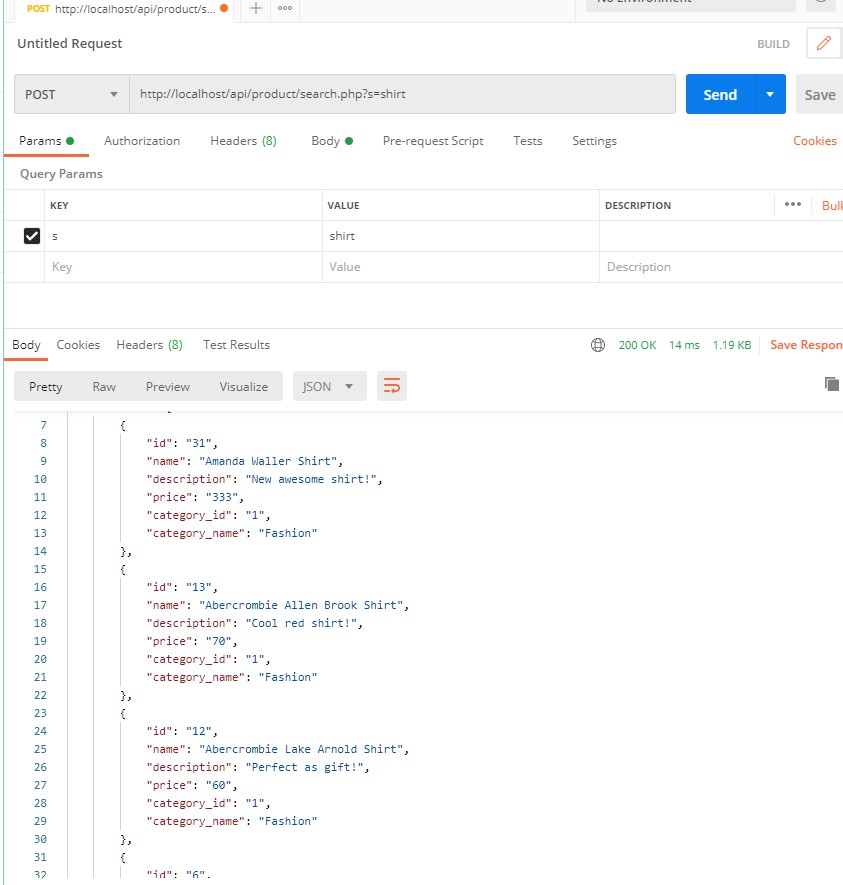 POST http://localhost/api/product/s... + ooo
Untitled Request BUILD
POST http://localhost/api/product/search.php?s=shirt Send Save
Params Authorization Headers (8) Body Pre-request Script Tests Settings Cookies
Query Params
KEY VALUE DESCRIPTION ••• Bulk
s shirt
Key Value Description
Body Cookies Headers (8) Test Results 200 OK 14 ms 1.19 KB Save Respon
Pretty Raw Preview Visualize JSON
7 {
8 "id": "31",
9 "name": "Amanda Waller Shirt",
10 "description": "New awesome shirt!",
11 "price": "333",
12 "category_id": "1",
13 "category_name": "Fashion"
14 },
15 {
16 "id": "13",
17 "name": "Abercrombie Allen Brook Shirt",
18 "description": "Cool red shirt!",
19 "price": "70",
20 "category_id": "1",
21 "category_name": "Fashion"
22 },
23 {
24 "id": "12",
25 "name": "Abercrombie Lake Arnold Shirt",
26 "description": "Perfect as gift!",
27 "price": "60",
28 "category_id": "1",
29 "category_name": "Fashion"
30 },
31 {
32 "id": "6",